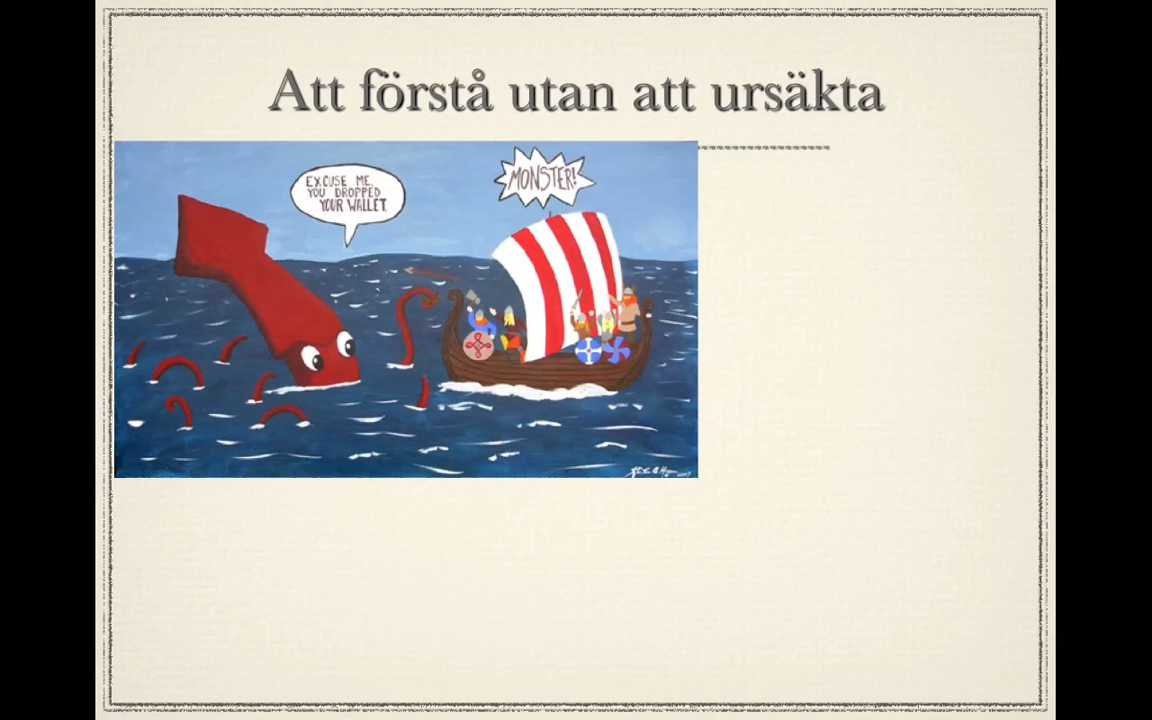 Att förstå utan att ursäkta
EXCUSE ME,
YOU DROPPED
YOUR WALLET.
MONSTER!